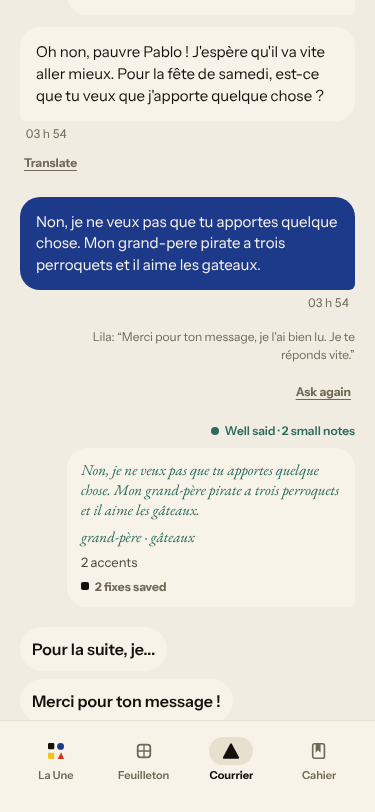 Oh non, pauvre Pablo ! J'espère qu'il va vite
aller mieux. Pour la fête de samedi, est-ce
que tu veux que j'apporte quelque chose ?
03 h 54
Translate
Non, je ne veux pas que tu apportes quelque
chose. Mon grand-pere pirate a trois
perroquets et il aime les gateaux.
03 h 54
Lila: “Merci pour ton message, je l'ai bien lu. Je te
réponds vite.”
Ask again
Well said · 2 small notes
Non, je ne veux pas que tu apportes quelque
chose. Mon grand-père pirate a trois perroquets
et il aime les gâteaux.
grand-père · gâteaux
2 accents
2 fixes saved
Pour la suite, je...
Merci pour ton message !
La Une
Feuilleton
Courrier
Cahier